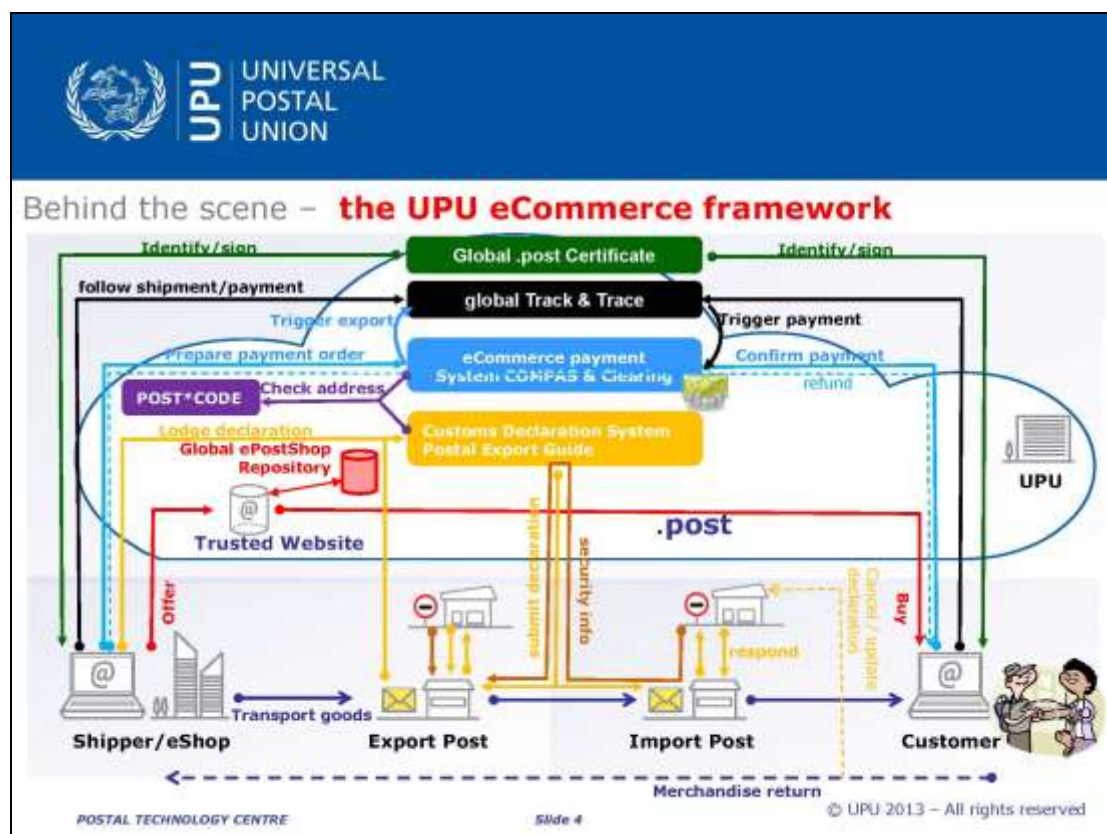 UPU
UNIVERSAL
POSTAL
UNION
Behind the scene – the UPU eCommerce framework
Identify/sign
Global .post Certificate
Identify/sign
follow shipment/payment
global Track & Trace
Trigger export
Trigger payment
Prepare payment order
eCommerce payment
System COMPAS & Clearing
Confirm payment
refund
POST*CODE
Check address
Lodge declaration
Customs Declaration System
Postal Export Guide
Global ePostShop
Repository
@
UPU
Trusted Website
.post
Offer
submit declaration
security info
Cancel / update
declaration
Buy
respond
@
@
Transport goods
Shipper/eShop
Export Post
Import Post
Customer
Merchandise return
POSTAL TECHNOLOGY CENTRE
Slide 4
© UPU 2013 – All rights reserved